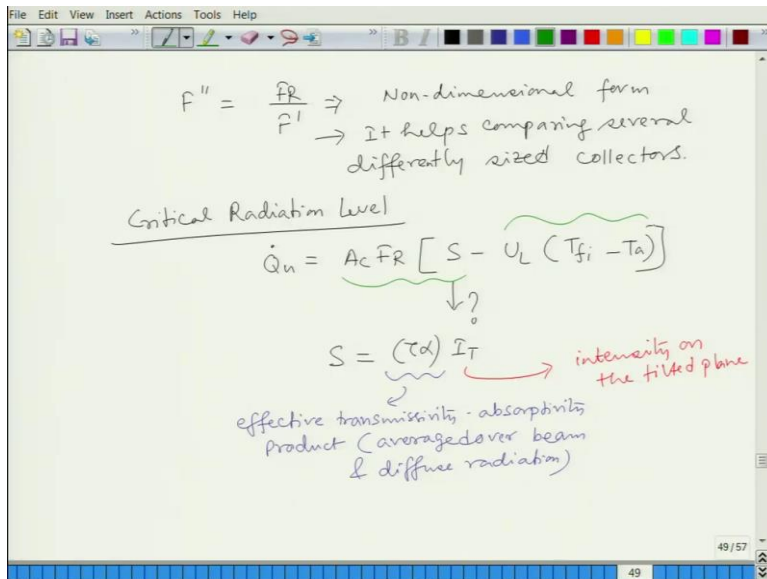 File Edit View Insert Actions Tools Help
B I
F'' = FR / F' ⇒ Non-dimensional form
→ It helps comparing several
differently sized collectors.
Critical Radiation Level
Q̇u = Ac FR [ S - UL (Tfi - Ta)]
↓?
S = (τα) IT
intensity on
the tilted plane
effective transmissivity - absorptivity
product (averaged over beam
& diffuse radiation)
49/57
49